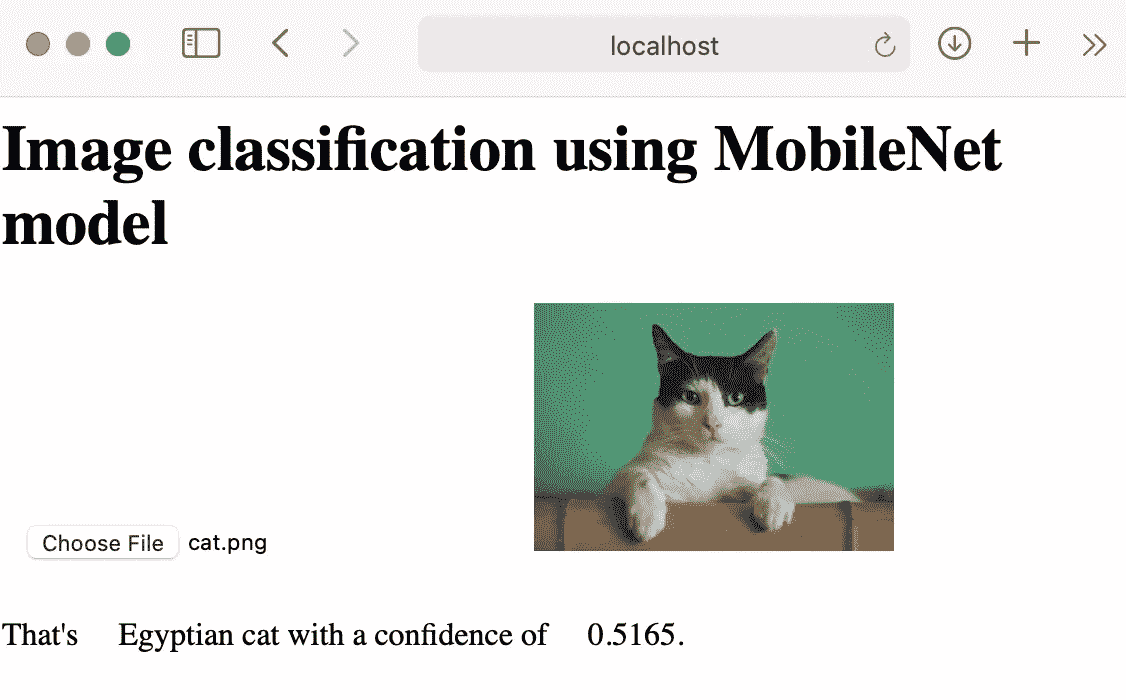 localhost
Image classification using MobileNet
model
Choose File cat.png
That's Egyptian cat with a confidence of 0.5165.